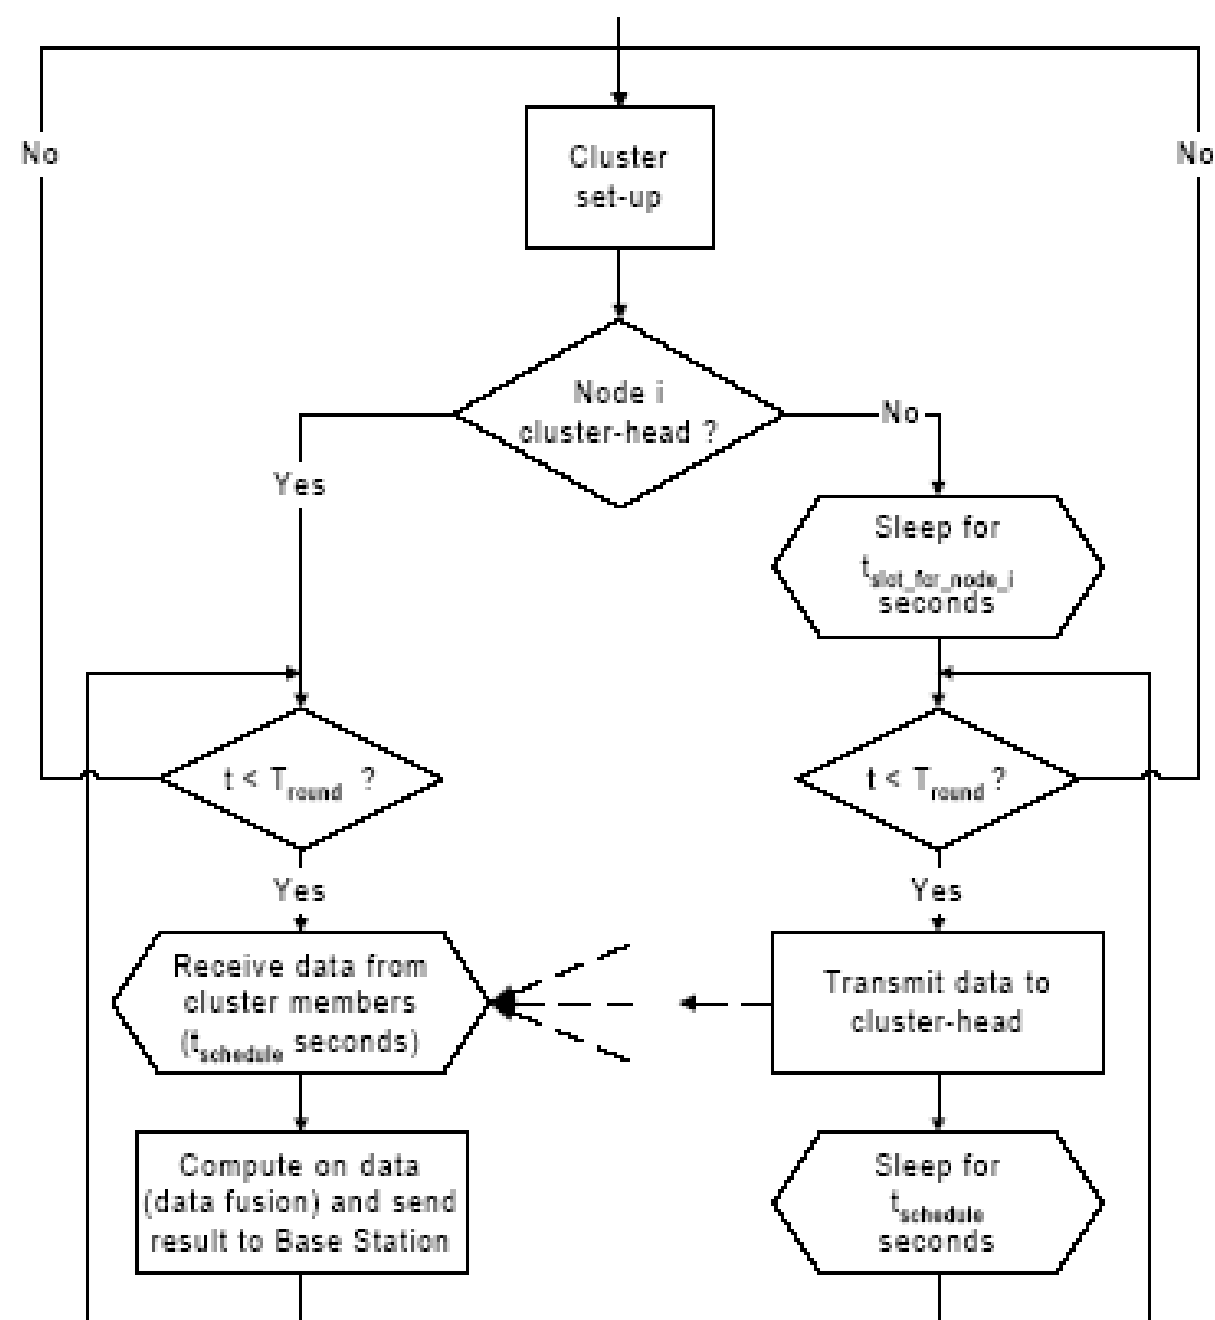 No
No
Cluster
set-up
Node i
cluster-head ?
No
Yes
Sleep for
t_slot_for_node_i
seconds
t < T_round ?
t < T_round ?
Yes
Yes
Receive data from
cluster members
(t_schedule seconds)
Transmit data to
cluster-head
Compute on data
(data fusion) and send
result to Base Station
Sleep for
t_schedule
seconds